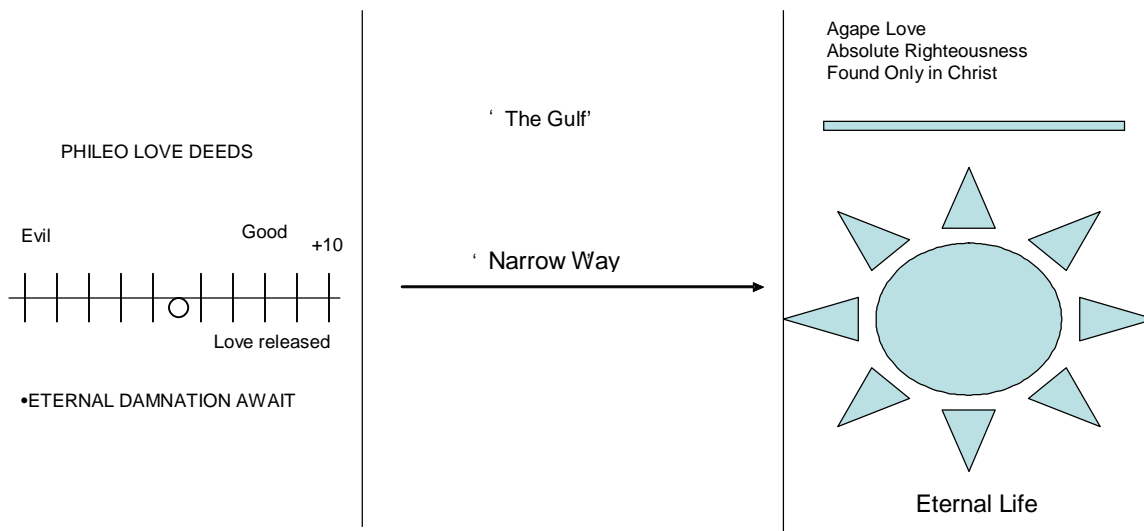 PHILEO LOVE DEEDS
Evil
Good
+10
Love released
•ETERNAL DAMNATION AWAIT
‘ The Gulf’
‘ Narrow Way
Agape Love
Absolute Righteousness
Found Only in Christ
Eternal Life